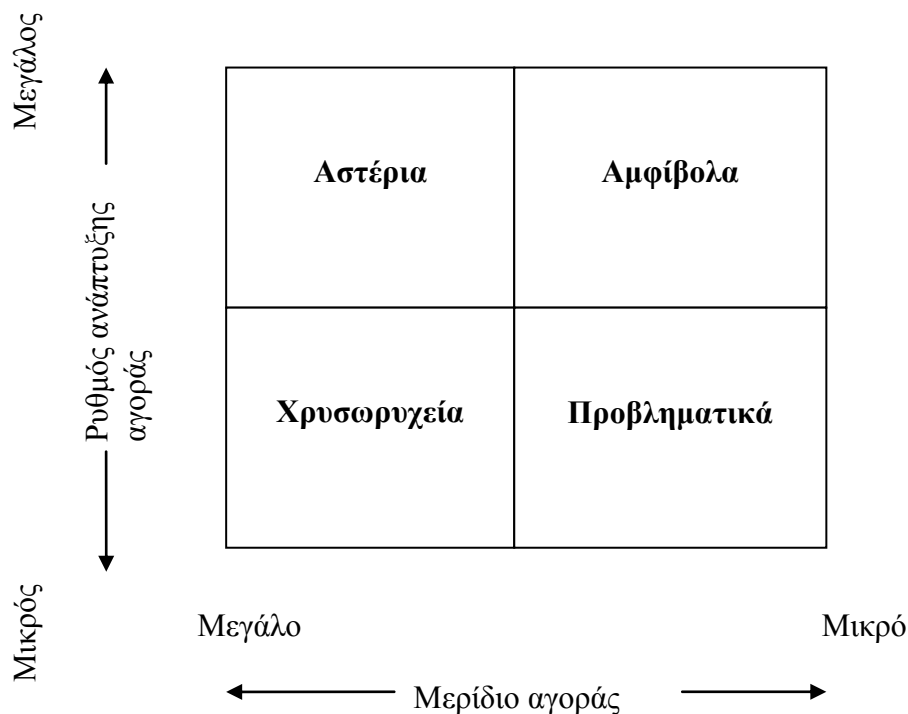 Μεγάλος
Ρυθμός ανάπτυξης
αγοράς
Μικρός
Αστέρια
Αμφίβολα
Χρυσωρυχεία
Προβληματικά
Μεγάλο
Μικρό
Μερίδιο αγοράς